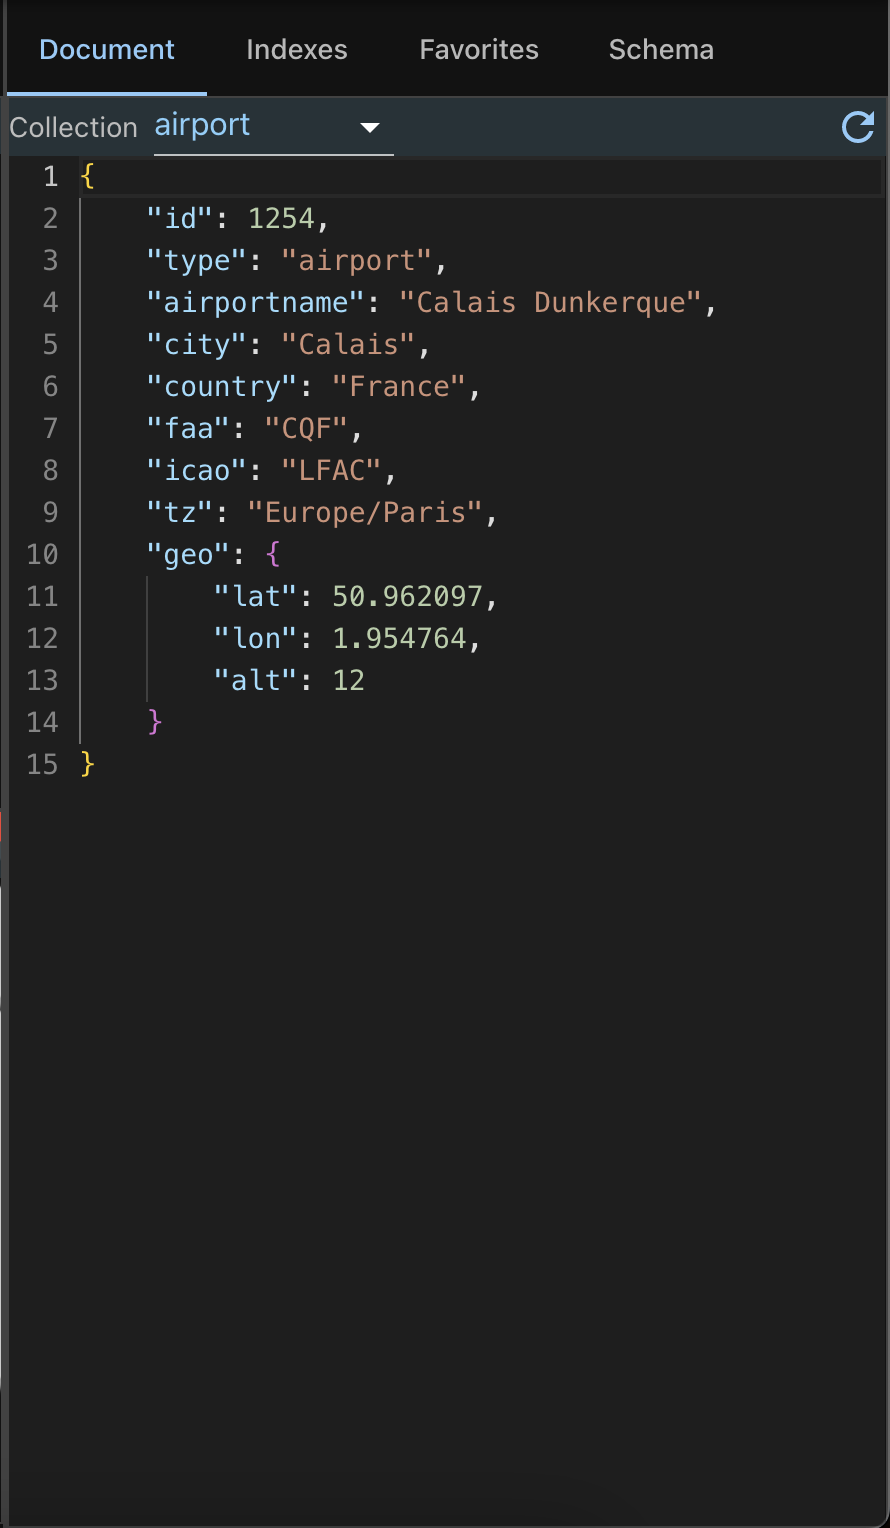 Document Indexes Favorites Schema
Collection airport
1 {
2     "id": 1254,
3     "type": "airport",
4     "airportname": "Calais Dunkerque",
5     "city": "Calais",
6     "country": "France",
7     "faa": "CQF",
8     "icao": "LFAC",
9     "tz": "Europe/Paris",
10     "geo": {
11         "lat": 50.962097,
12         "lon": 1.954764,
13         "alt": 12
14     }
15 }